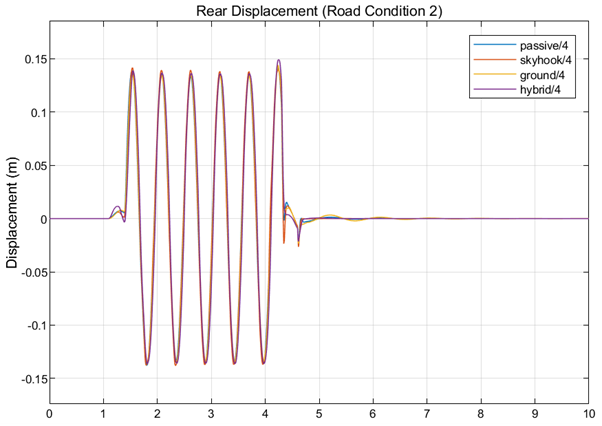 Rear Displacement (Road Condition 2)
passive/4
skyhook/4
ground/4
hybrid/4
Displacement (m)
0.15
0.1
0.05
0
-0.05
-0.1
-0.15
0 1 2 3 4 5 6 7 8 9 10